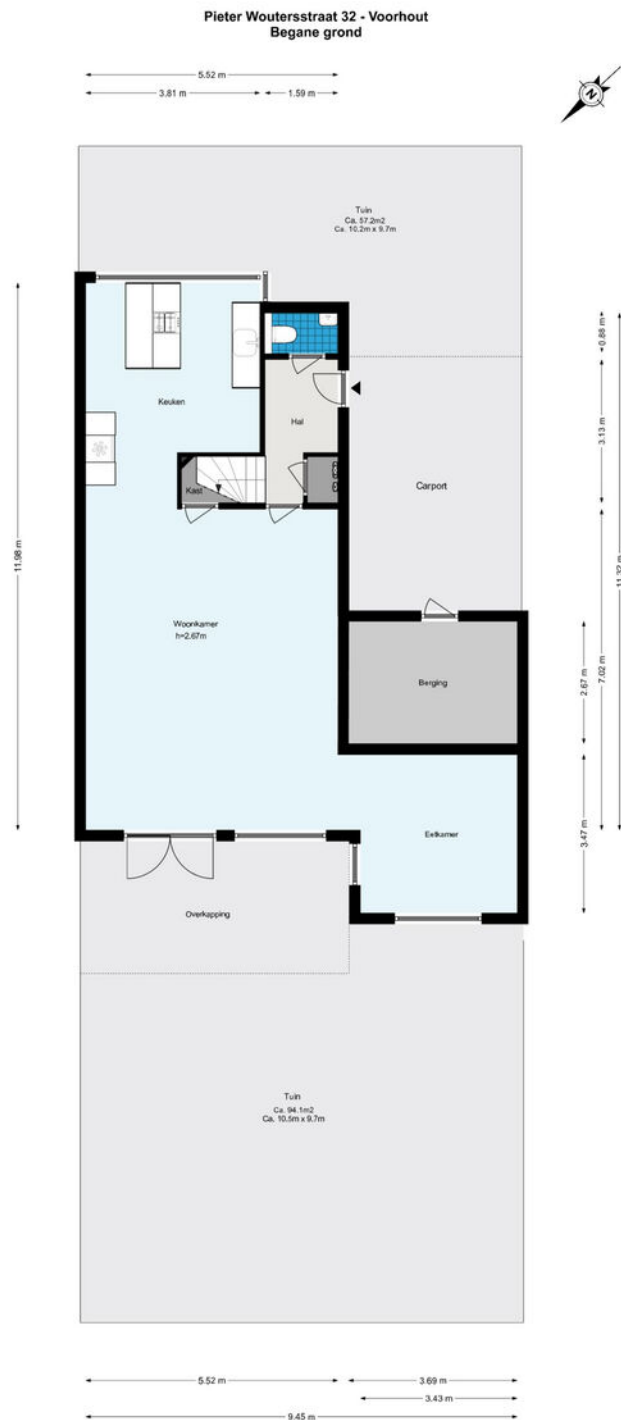 Pieter Woutersstraat 32 - Voorhout
Begane grond
5.52 m
3.81 m
1.59 m
N
Tuin
Ca. 57.2m2
Ca. 10.2m x 9.7m
Keuken
Hal
Kast
Carport
Woonkamer
h=2.67m
Berging
Eetkamer
Overkapping
Tuin
Ca. 94.1m2
Ca. 10.5m x 9.7m
11.98 m
0.88 m
3.13 m
11.32 m
7.02 m
2.67 m
3.47 m
5.52 m
3.69 m
3.43 m
9.45 m